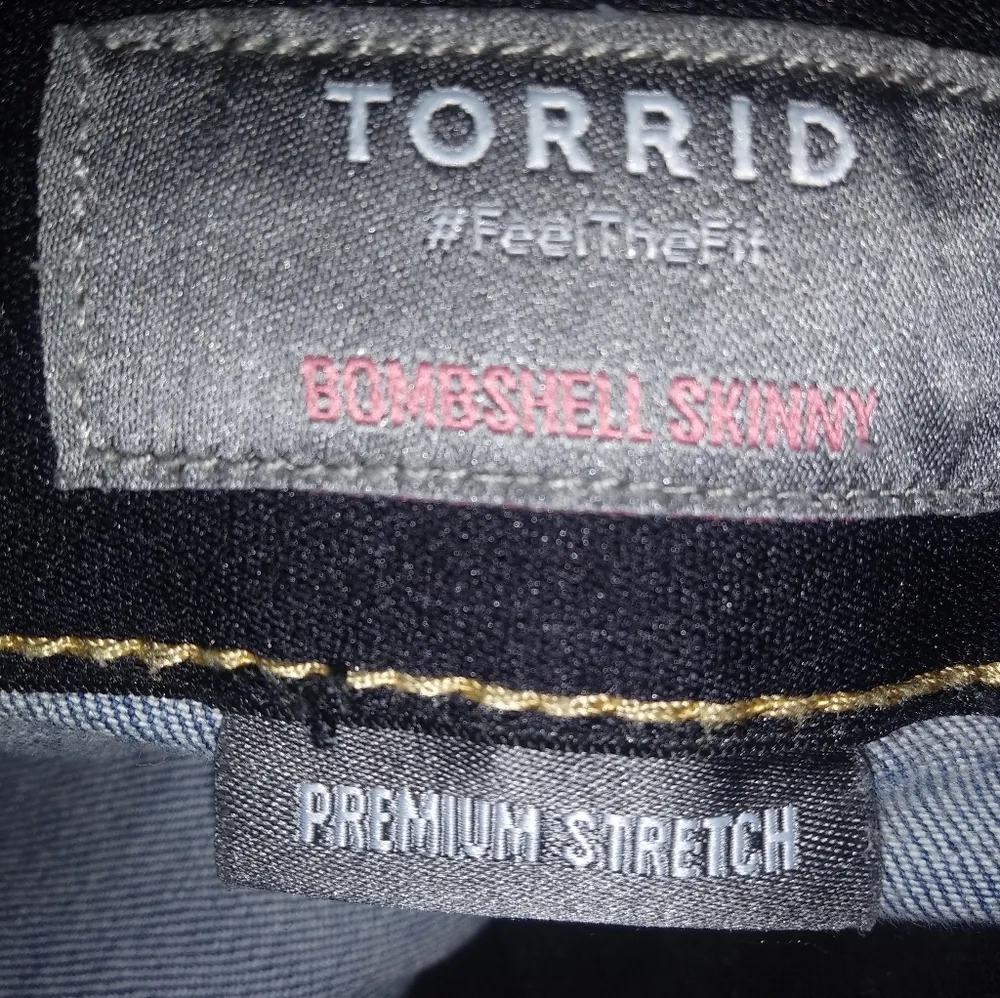 TORRID
#FeelTheFit
BOMBSHELL SKINNY
PREMIUM STRETCH